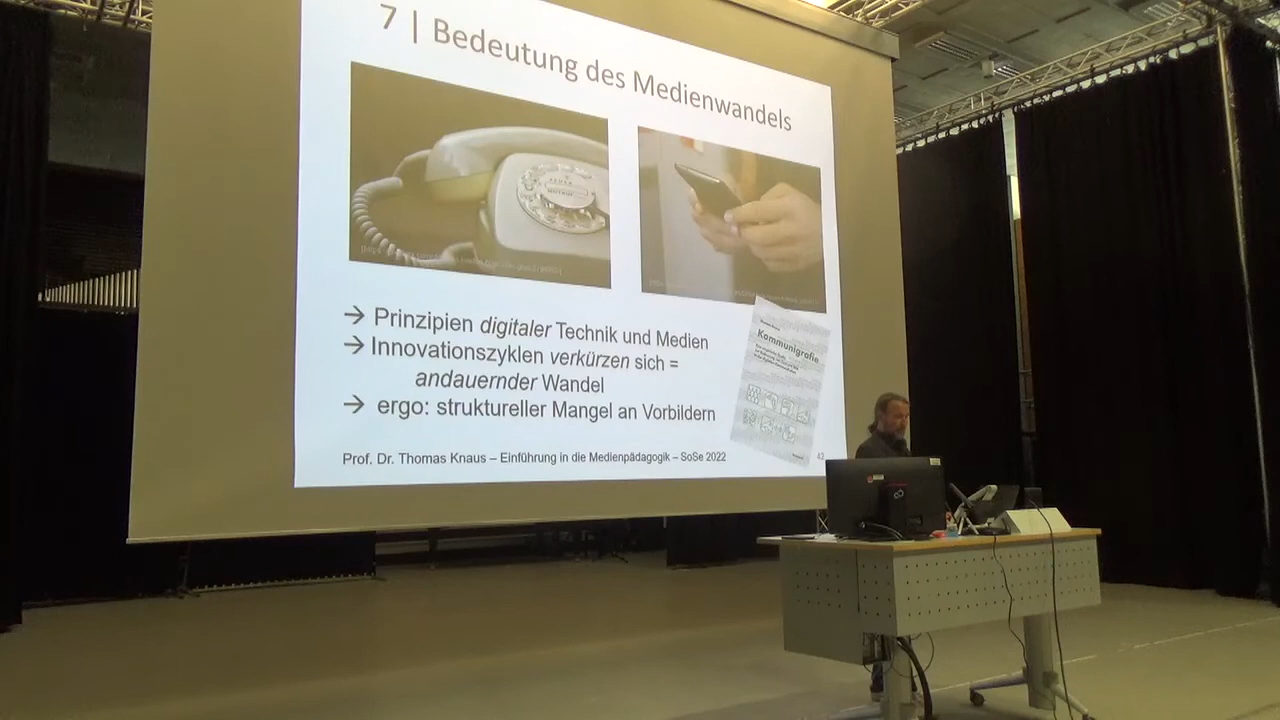 7 | Bedeutung des Medienwandels
→ Prinzipien digitaler Technik und Medien
→ Innovationszyklen verkürzen sich =
andauernder Wandel
→ ergo: struktureller Mangel an Vorbildern
Kommunigrafie
Prof. Dr. Thomas Knaus – Einführung in die Medienpädagogik – SoSe 2022
42